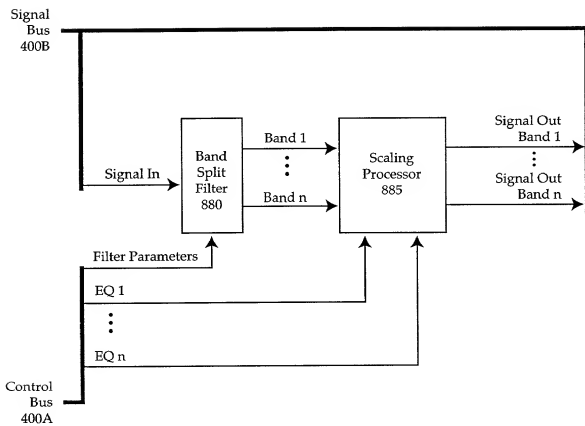 Signal
Bus
400B
Signal In
Band
Split
Filter
880
Band 1
Band n
Scaling
Processor
885
Signal Out
Band 1
Signal Out
Band n
Filter Parameters
EQ 1
EQ n
Control
Bus
400A